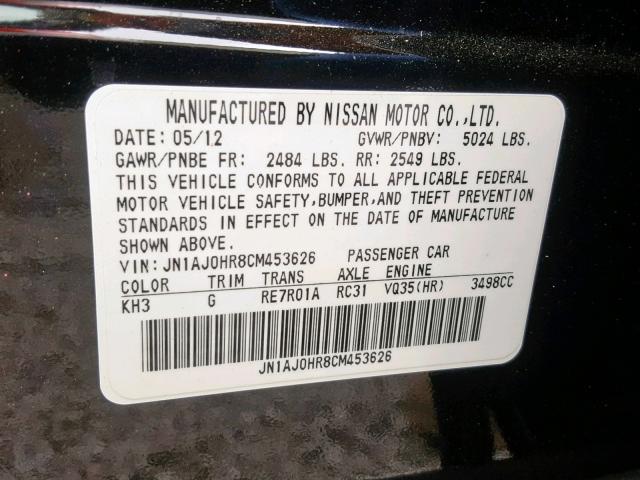 MANUFACTURED BY NISSAN MOTOR CO.,LTD.
DATE: 05/12 GVWR/PNBV: 5024 LBS.
GAWR/PNBE FR: 2484 LBS. RR: 2549 LBS.
THIS VEHICLE CONFORMS TO ALL APPLICABLE FEDERAL
MOTOR VEHICLE SAFETY,BUMPER,AND THEFT PREVENTION
STANDARDS IN EFFECT ON THE DATE OF MANUFACTURE
SHOWN ABOVE.
VIN: JN1AJ0HR8CM453626 PASSENGER CAR
COLOR TRIM TRANS AXLE ENGINE
KH3 G RE7R01A RC31 VQ35(HR) 3498CC
JN1AJ0HR8CM453626